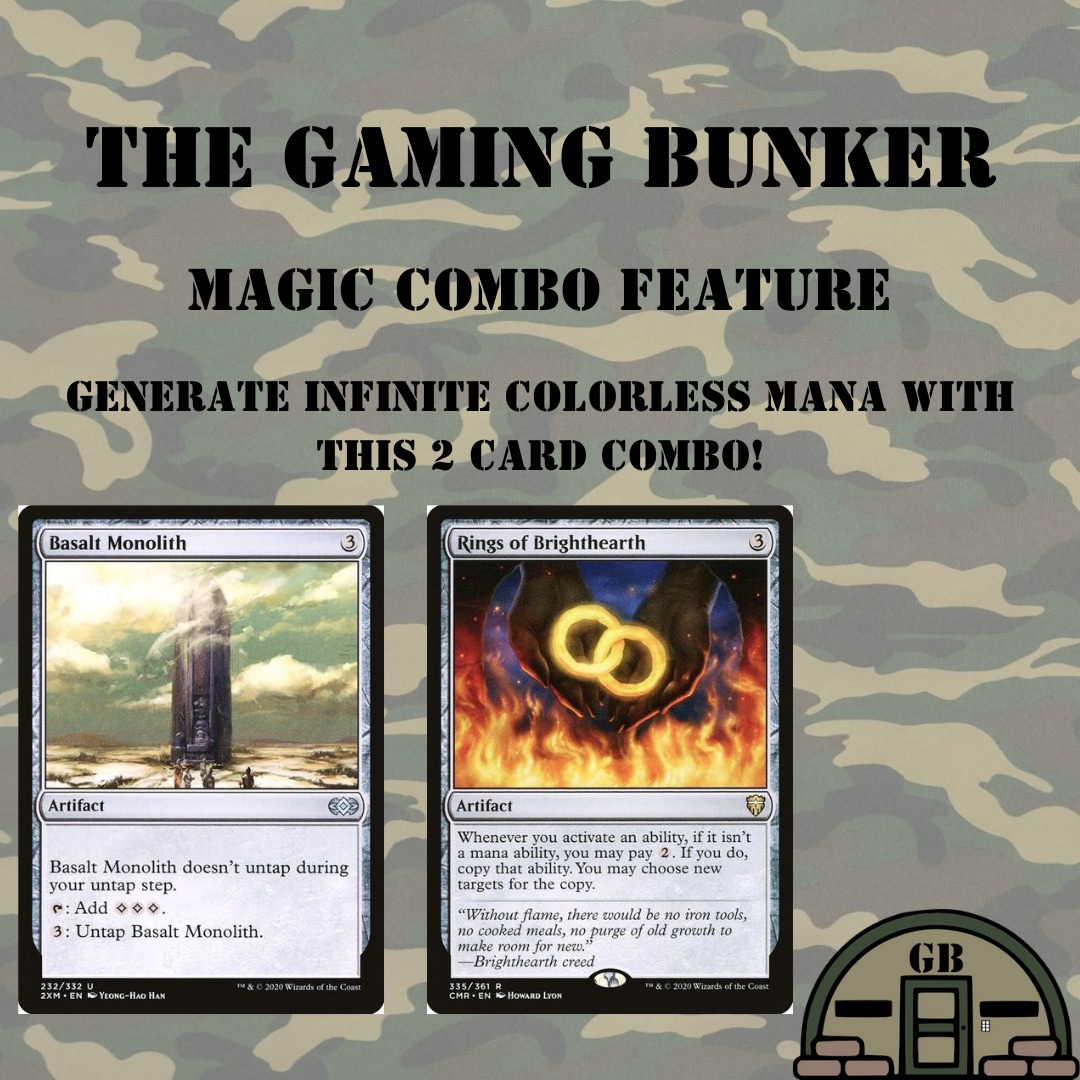 THE GAMING BUNKER
MAGIC COMBO FEATURE
GENERATE INFINITE COLORLESS MANA WITH
THIS 2 CARD COMBO!
Basalt Monolith 3
Artifact
Basalt Monolith doesn't untap during
your untap step.
: Add .
3: Untap Basalt Monolith.
232/332 U
2XM • EN Yeong-Hao Han
™ & © 2020 Wizards of the Coast
Rings of Brighthearth 3
Artifact
Whenever you activate an ability, if it isn't
a mana ability, you may pay 2. If you do,
copy that ability. You may choose new
targets for the copy.
"Without flame, there would be no iron tools,
no cooked meals, no purge of old growth to
make room for new."
—Brighthearth creed
335/361 R
CMR • EN Howard Lyon
™ & © 2020 Wizards of the Coast
GB